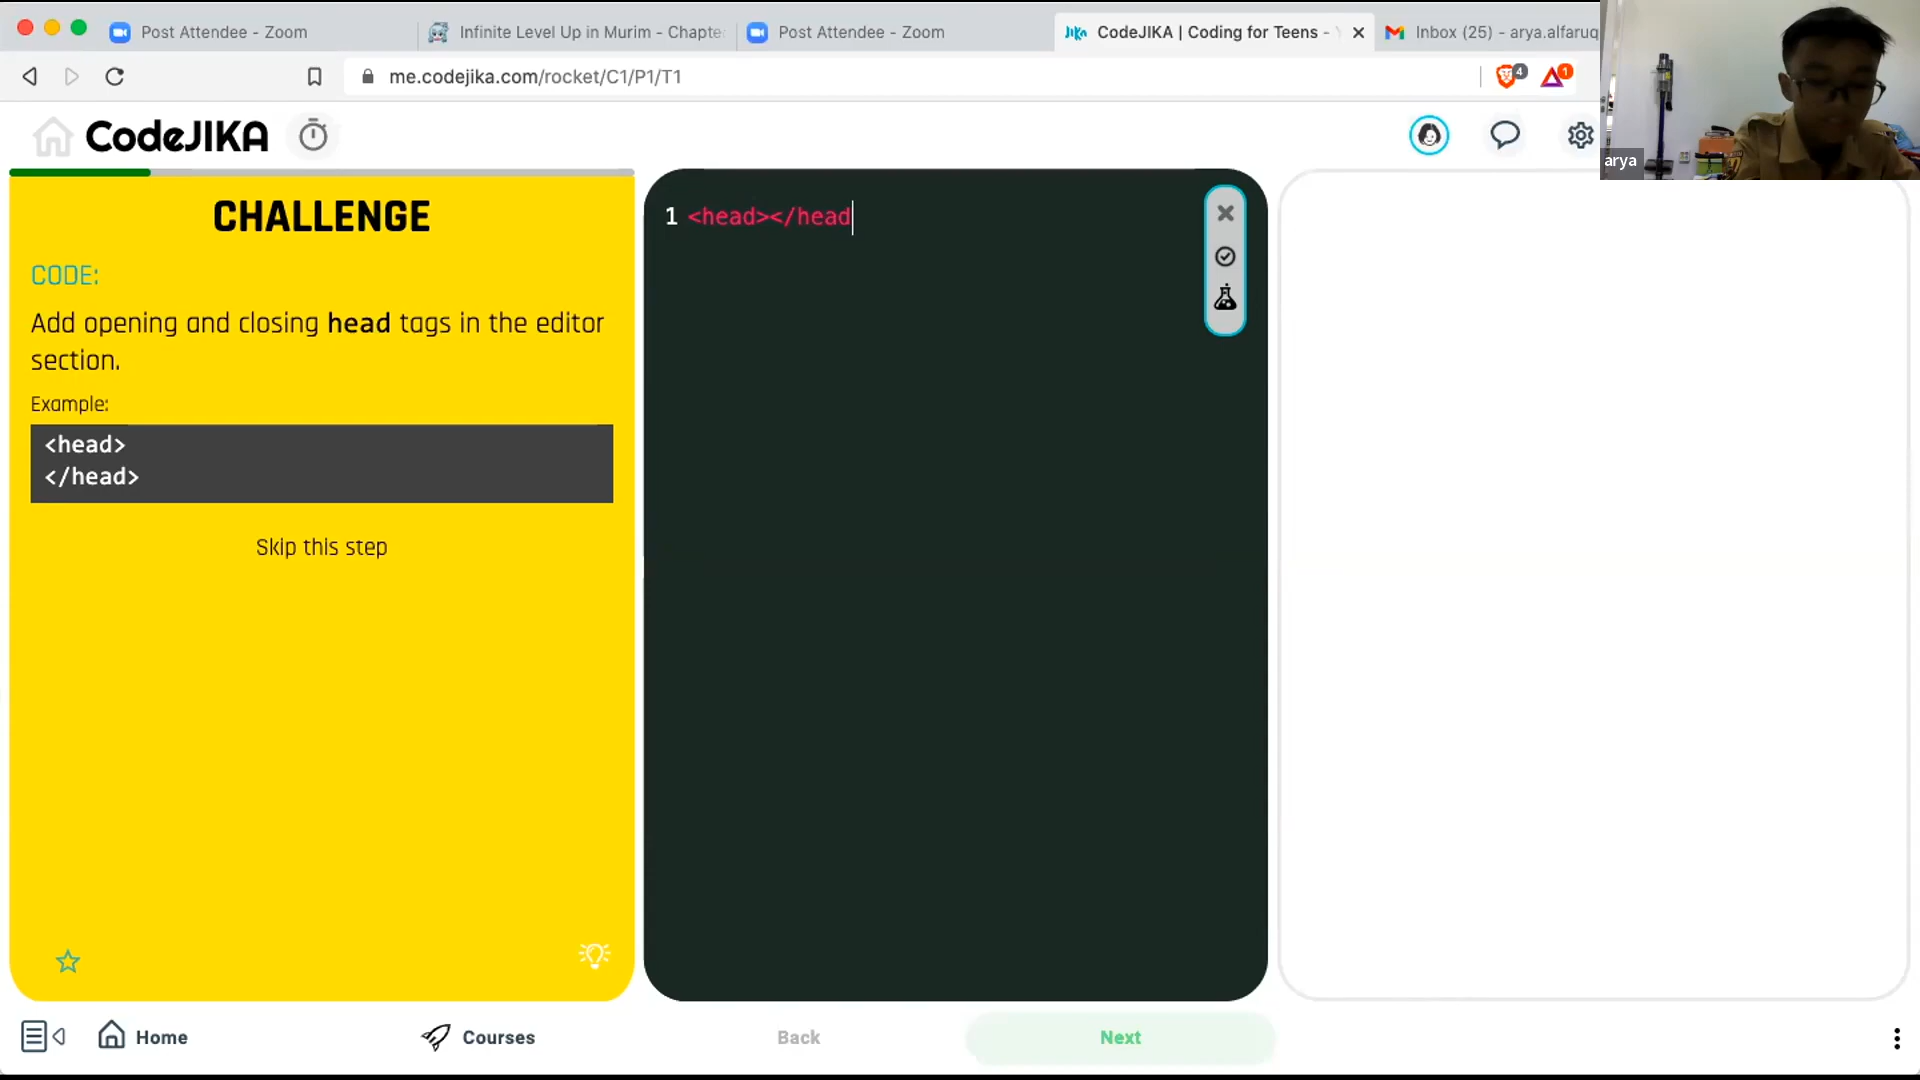 Post Attendee - Zoom
Infinite Level Up in Murim - Chapte
Post Attendee - Zoom
CodeJIKA | Coding for Teens -
Inbox (25) - arya.alfaruq
me.codejika.com/rocket/C1/P1/T1
4
1
arya
CodeJIKA
CHALLENGE
CODE:
Add opening and closing head tags in the editor
section.
Example:
<head>
</head>
Skip this step
1 <head></head
Home
Courses
Back
Next